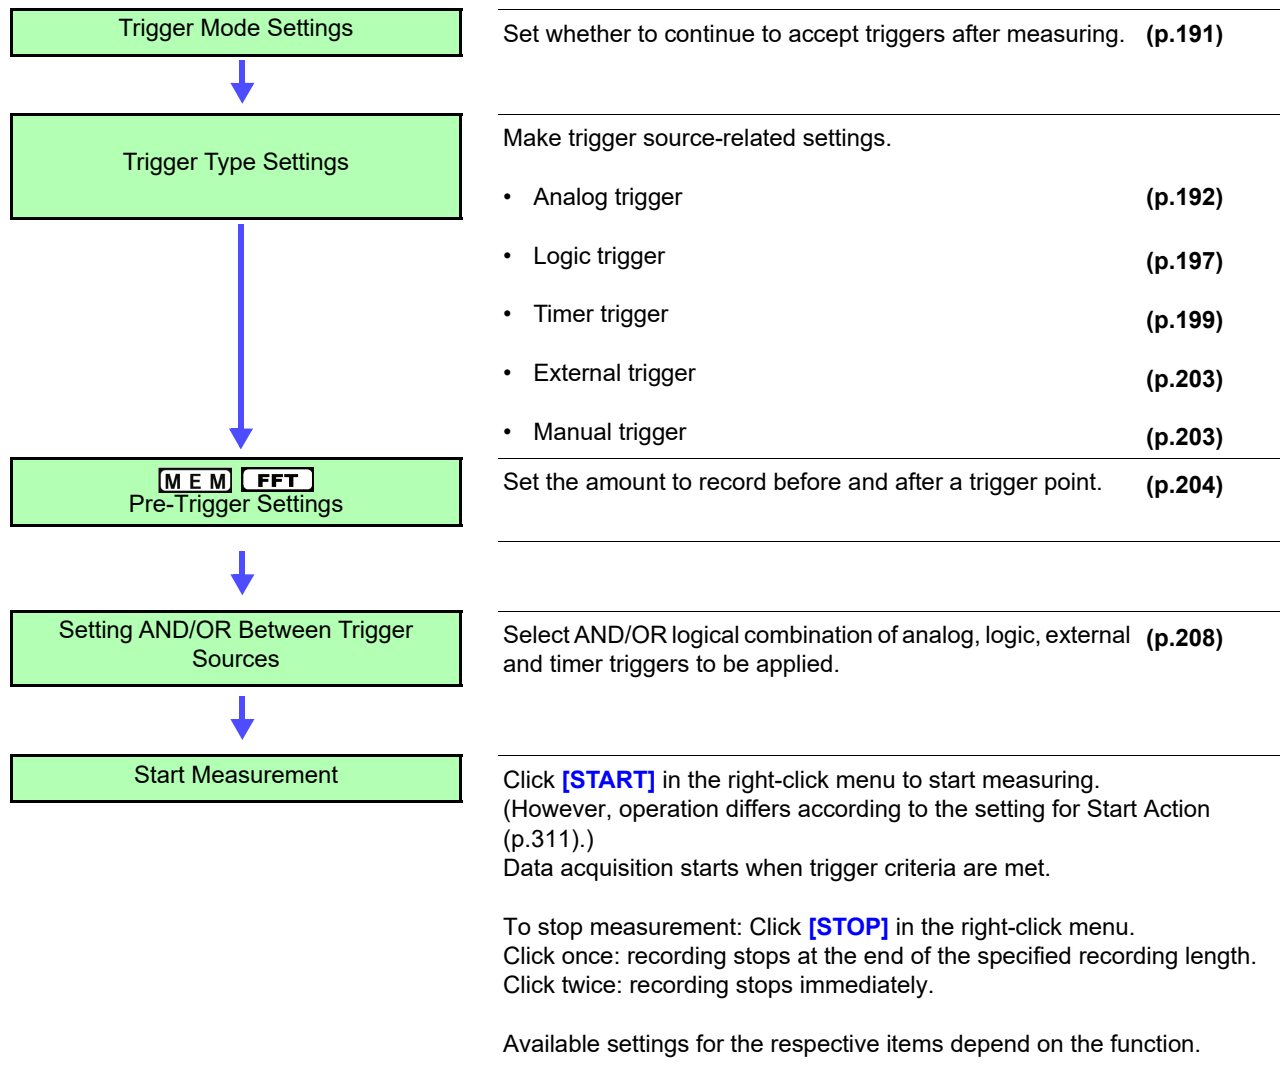 Trigger Mode Settings
Set whether to continue to accept triggers after measuring. (p.191)
Trigger Type Settings
Make trigger source-related settings.
• Analog trigger (p.192)
• Logic trigger (p.197)
• Timer trigger (p.199)
• External trigger (p.203)
• Manual trigger (p.203)
MEM FFT
Pre-Trigger Settings
Set the amount to record before and after a trigger point. (p.204)
Setting AND/OR Between Trigger
Sources
Select AND/OR logical combination of analog, logic, external (p.208)
and timer triggers to be applied.
Start Measurement
Click [START] in the right-click menu to start measuring.
(However, operation differs according to the setting for Start Action
(p.311).)
Data acquisition starts when trigger criteria are met.
To stop measurement: Click [STOP] in the right-click menu.
Click once: recording stops at the end of the specified recording length.
Click twice: recording stops immediately.
Available settings for the respective items depend on the function.